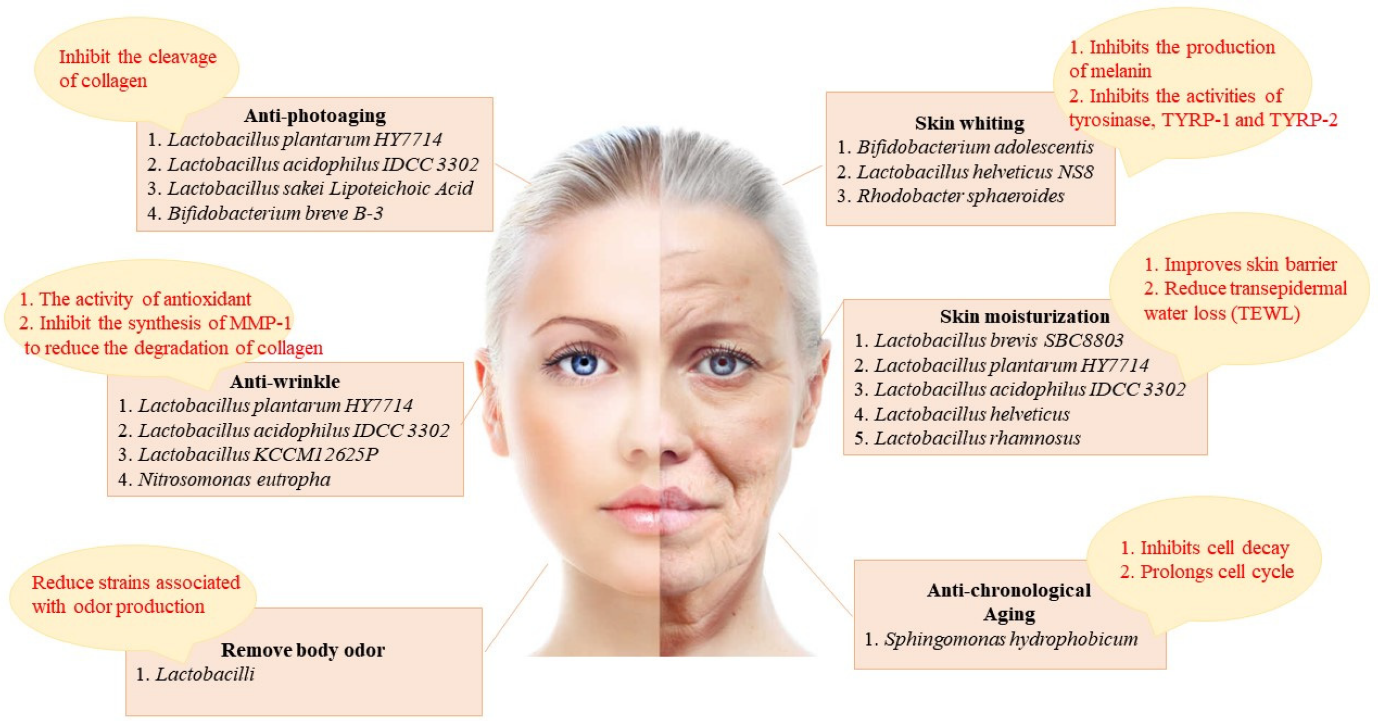 Inhibit the cleavage
of collagen
Anti-photoaging
1. Lactobacillus plantarum HY7714
2. Lactobacillus acidophilus IDCC 3302
3. Lactobacillus sakei Lipoteichoic Acid
4. Bifidobacterium breve B-3
1. The activity of antioxidant
2. Inhibit the synthesis of MMP-1
to reduce the degradation of collagen
Anti-wrinkle
1. Lactobacillus plantarum HY7714
2. Lactobacillus acidophilus IDCC 3302
3. Lactobacillus KCCM12625P
4. Nitrosomonas eutropha
Reduce strains associated
with odor production
Remove body odor
1. Lactobacilli
1. Inhibits the production
of melanin
2. Inhibits the activities of
tyrosinase, TYRP-1 and TYRP-2
Skin whiting
1. Bifidobacterium adolescentis
2. Lactobacillus helveticus NS8
3. Rhodobacter sphaeroides
1. Improves skin barrier
2. Reduce transepidermal
water loss (TEWL)
Skin moisturization
1. Lactobacillus brevis SBC8803
2. Lactobacillus plantarum HY7714
3. Lactobacillus acidophilus IDCC 3302
4. Lactobacillus helveticus
5. Lactobacillus rhamnosus
1. Inhibits cell decay
2. Prolongs cell cycle
Anti-chronological
Aging
1. Sphingomonas hydrophobicum